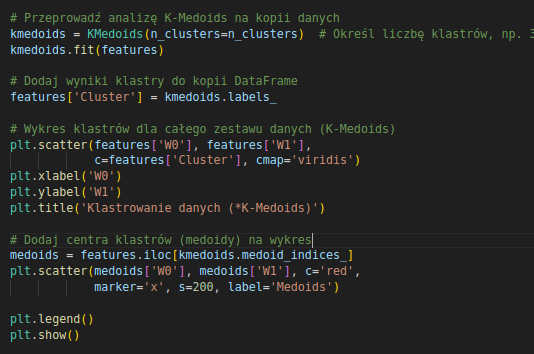 # Przeprowadź analizę K-Medoids na kopii danych
kmedoids = KMedoids(n_clusters=n_clusters)  # Określ liczbę klastrów, np. 3
kmedoids.fit(features)
# Dodaj wyniki klastry do kopii DataFrame
features['Cluster'] = kmedoids.labels_
# Wykres klastrów dla całego zestawu danych (K-Medoids)
plt.scatter(features['W0'], features['W1'],
            c=features['Cluster'], cmap='viridis')
plt.xlabel('W0')
plt.ylabel('W1')
plt.title('Klastrowanie danych (*K-Medoids)')
# Dodaj centra klastrów (medoidy) na wykres
medoids = features.iloc[kmedoids.medoid_indices_]
plt.scatter(medoids['W0'], medoids['W1'], c='red',
            marker='x', s=200, label='Medoids')
plt.legend()
plt.show()